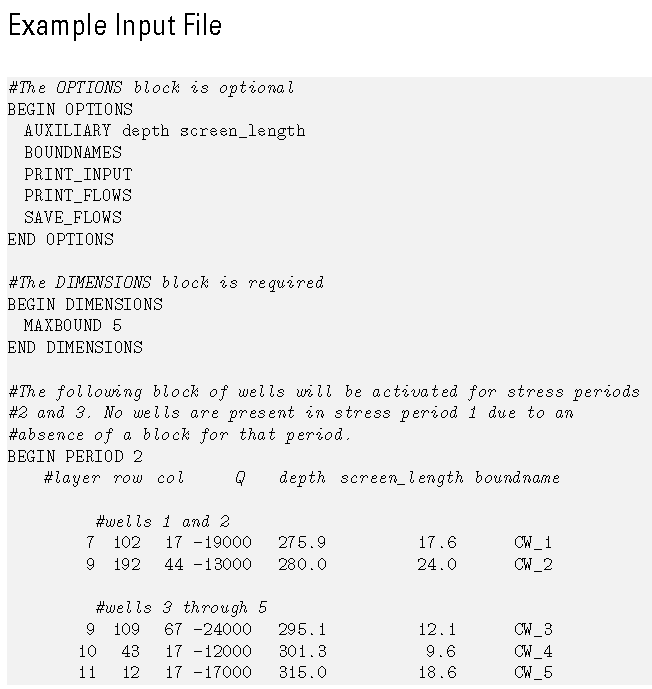 Example Input File
#The OPTIONS block is optional
BEGIN OPTIONS
  AUXILIARY depth screen_length
  BOUNDNAMES
  PRINT_INPUT
  PRINT_FLOWS
  SAVE_FLOWS
END OPTIONS
#The DIMENSIONS block is required
BEGIN DIMENSIONS
  MAXBOUND 5
END DIMENSIONS
#The following block of wells will be activated for stress periods
#2 and 3. No wells are present in stress period 1 due to an
#absence of a block for that period.
BEGIN PERIOD 2
#layer row col Q depth screen_length boundname
#wells 1 and 2
7 102 17 -19000 275.9 17.6 CW_1
9 192 44 -13000 280.0 24.0 CW_2
#wells 3 through 5
9 109 67 -24000 295.1 12.1 CW_3
10 43 17 -12000 301.3 9.6 CW_4
11 12 17 -17000 315.0 18.6 CW_5